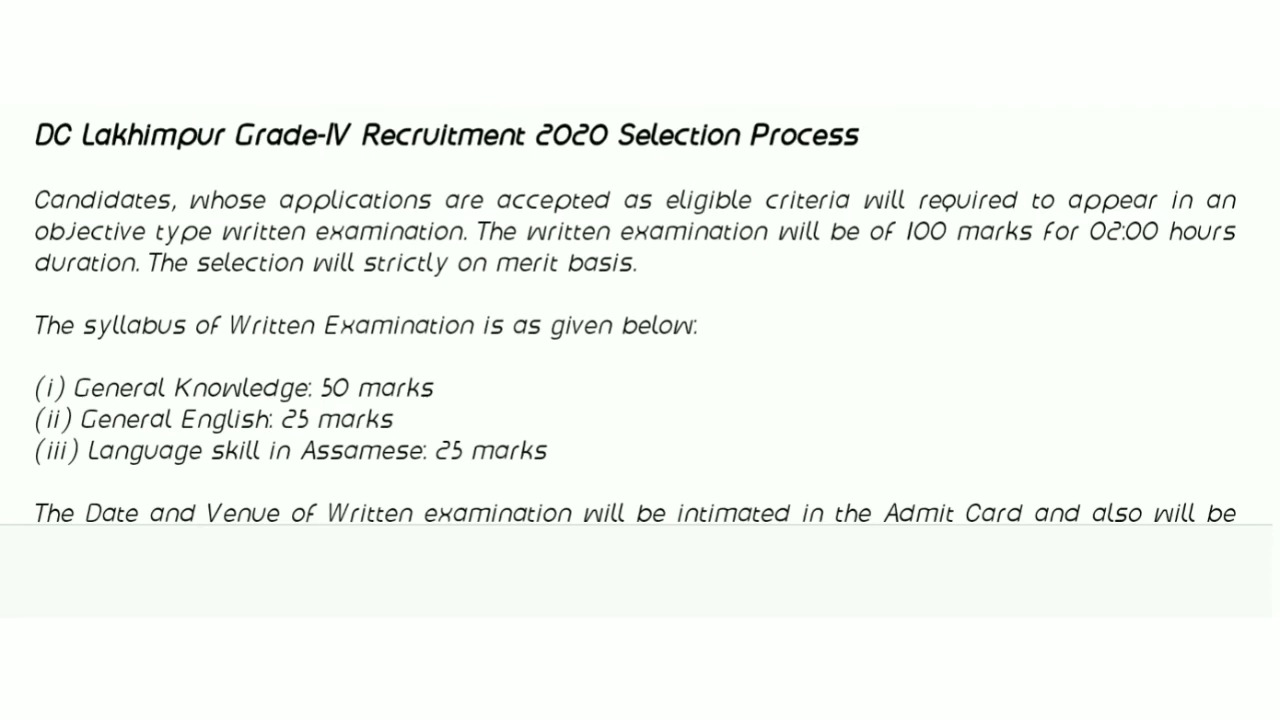 DC Lakhimpur Grade-IV Recruitment 2020 Selection Process
Candidates, whose applications are accepted as eligible criteria will required to appear in an
objective type written examination. The written examination will be of 100 marks for 02:00 hours
duration. The selection will strictly on merit basis.
The syllabus of Written Examination is as given below:
(i) General Knowledge: 50 marks
(ii) General English: 25 marks
(iii) Language skill in Assamese: 25 marks
The Date and Venue of Written examination will be intimated in the Admit Card and also will be